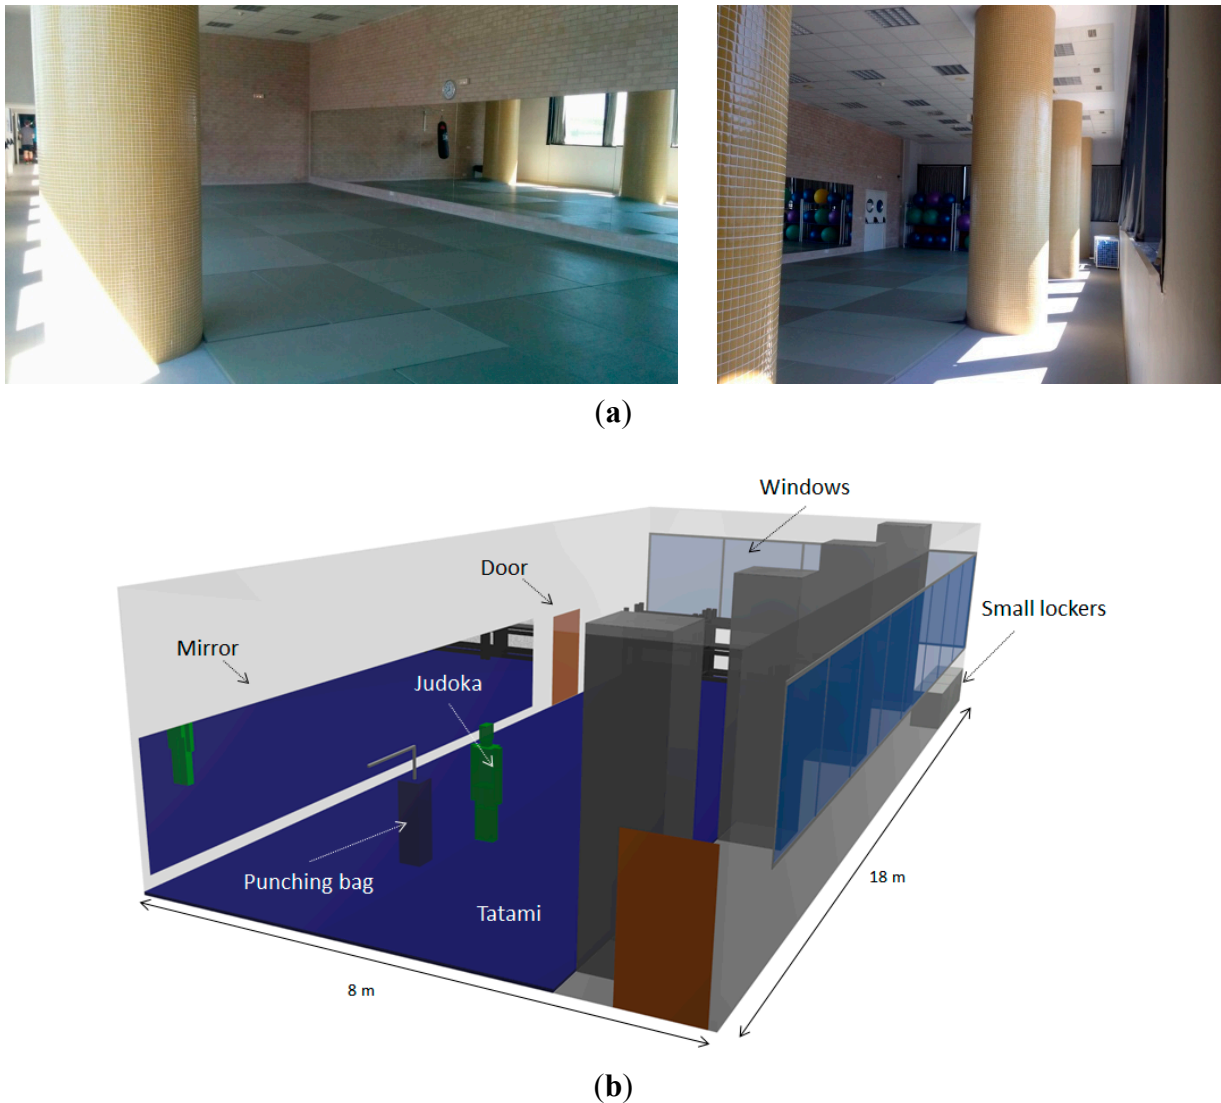 (a)
Windows
Door
Small lockers
Mirror
Judoka
18 m
Punching bag
Tatami
8 m
(b)